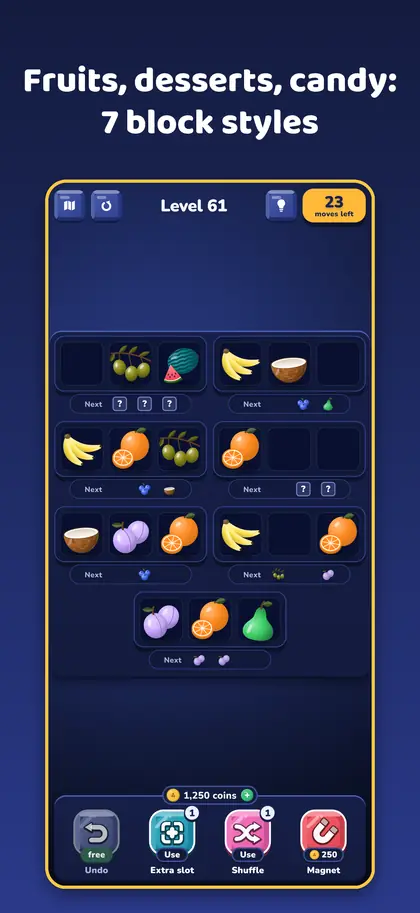 Fruits, desserts, candy:
7 block styles
Level 61
23
moves left
Next ? ? ?
Next
Next
Next ? ?
Next
Next
Next
1,250 coins +
free
Undo
1
Use
Extra slot
1
Use
Shuffle
250
Magnet